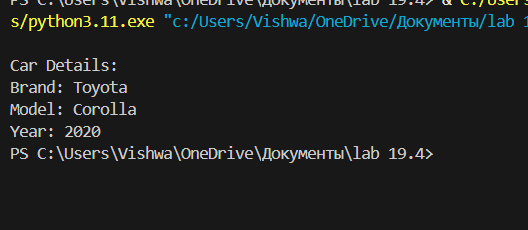 PS C:\Users\Vishwa\OneDrive\Документы\lab 19.4> & C:/Users
s/python3.11.exe "c:/Users/Vishwa/OneDrive/Документы/lab 1
Car Details:
Brand: Toyota
Model: Corolla
Year: 2020
PS C:\Users\Vishwa\OneDrive\Документы\lab 19.4>